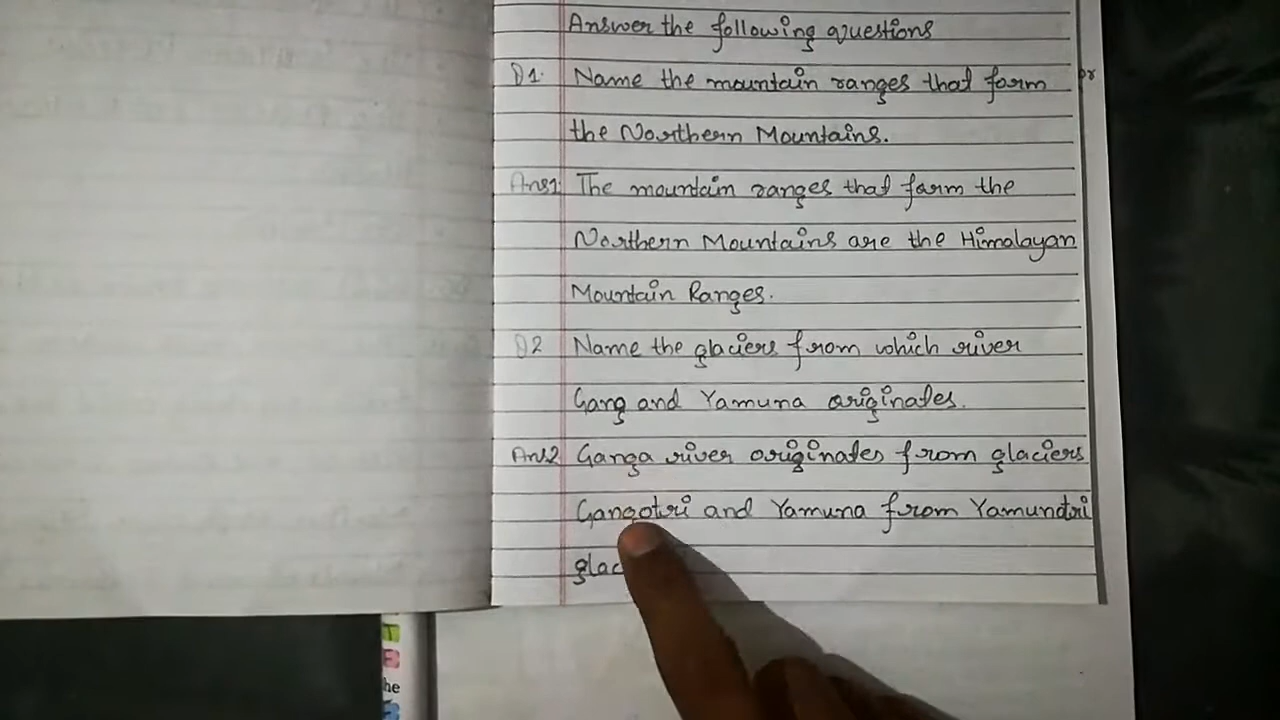 Answer the following questions
Q1. Name the mountain ranges that form
the Northern Mountains.
Ans1 The mountain ranges that form the
Northern Mountains are the Himalayan
Mountain Ranges.
Q2 Name the glaciers from which river
Gang and Yamuna originates.
Ans2 Ganga river originates from glaciers
Gangotri and Yamuna from Yamunotri
he